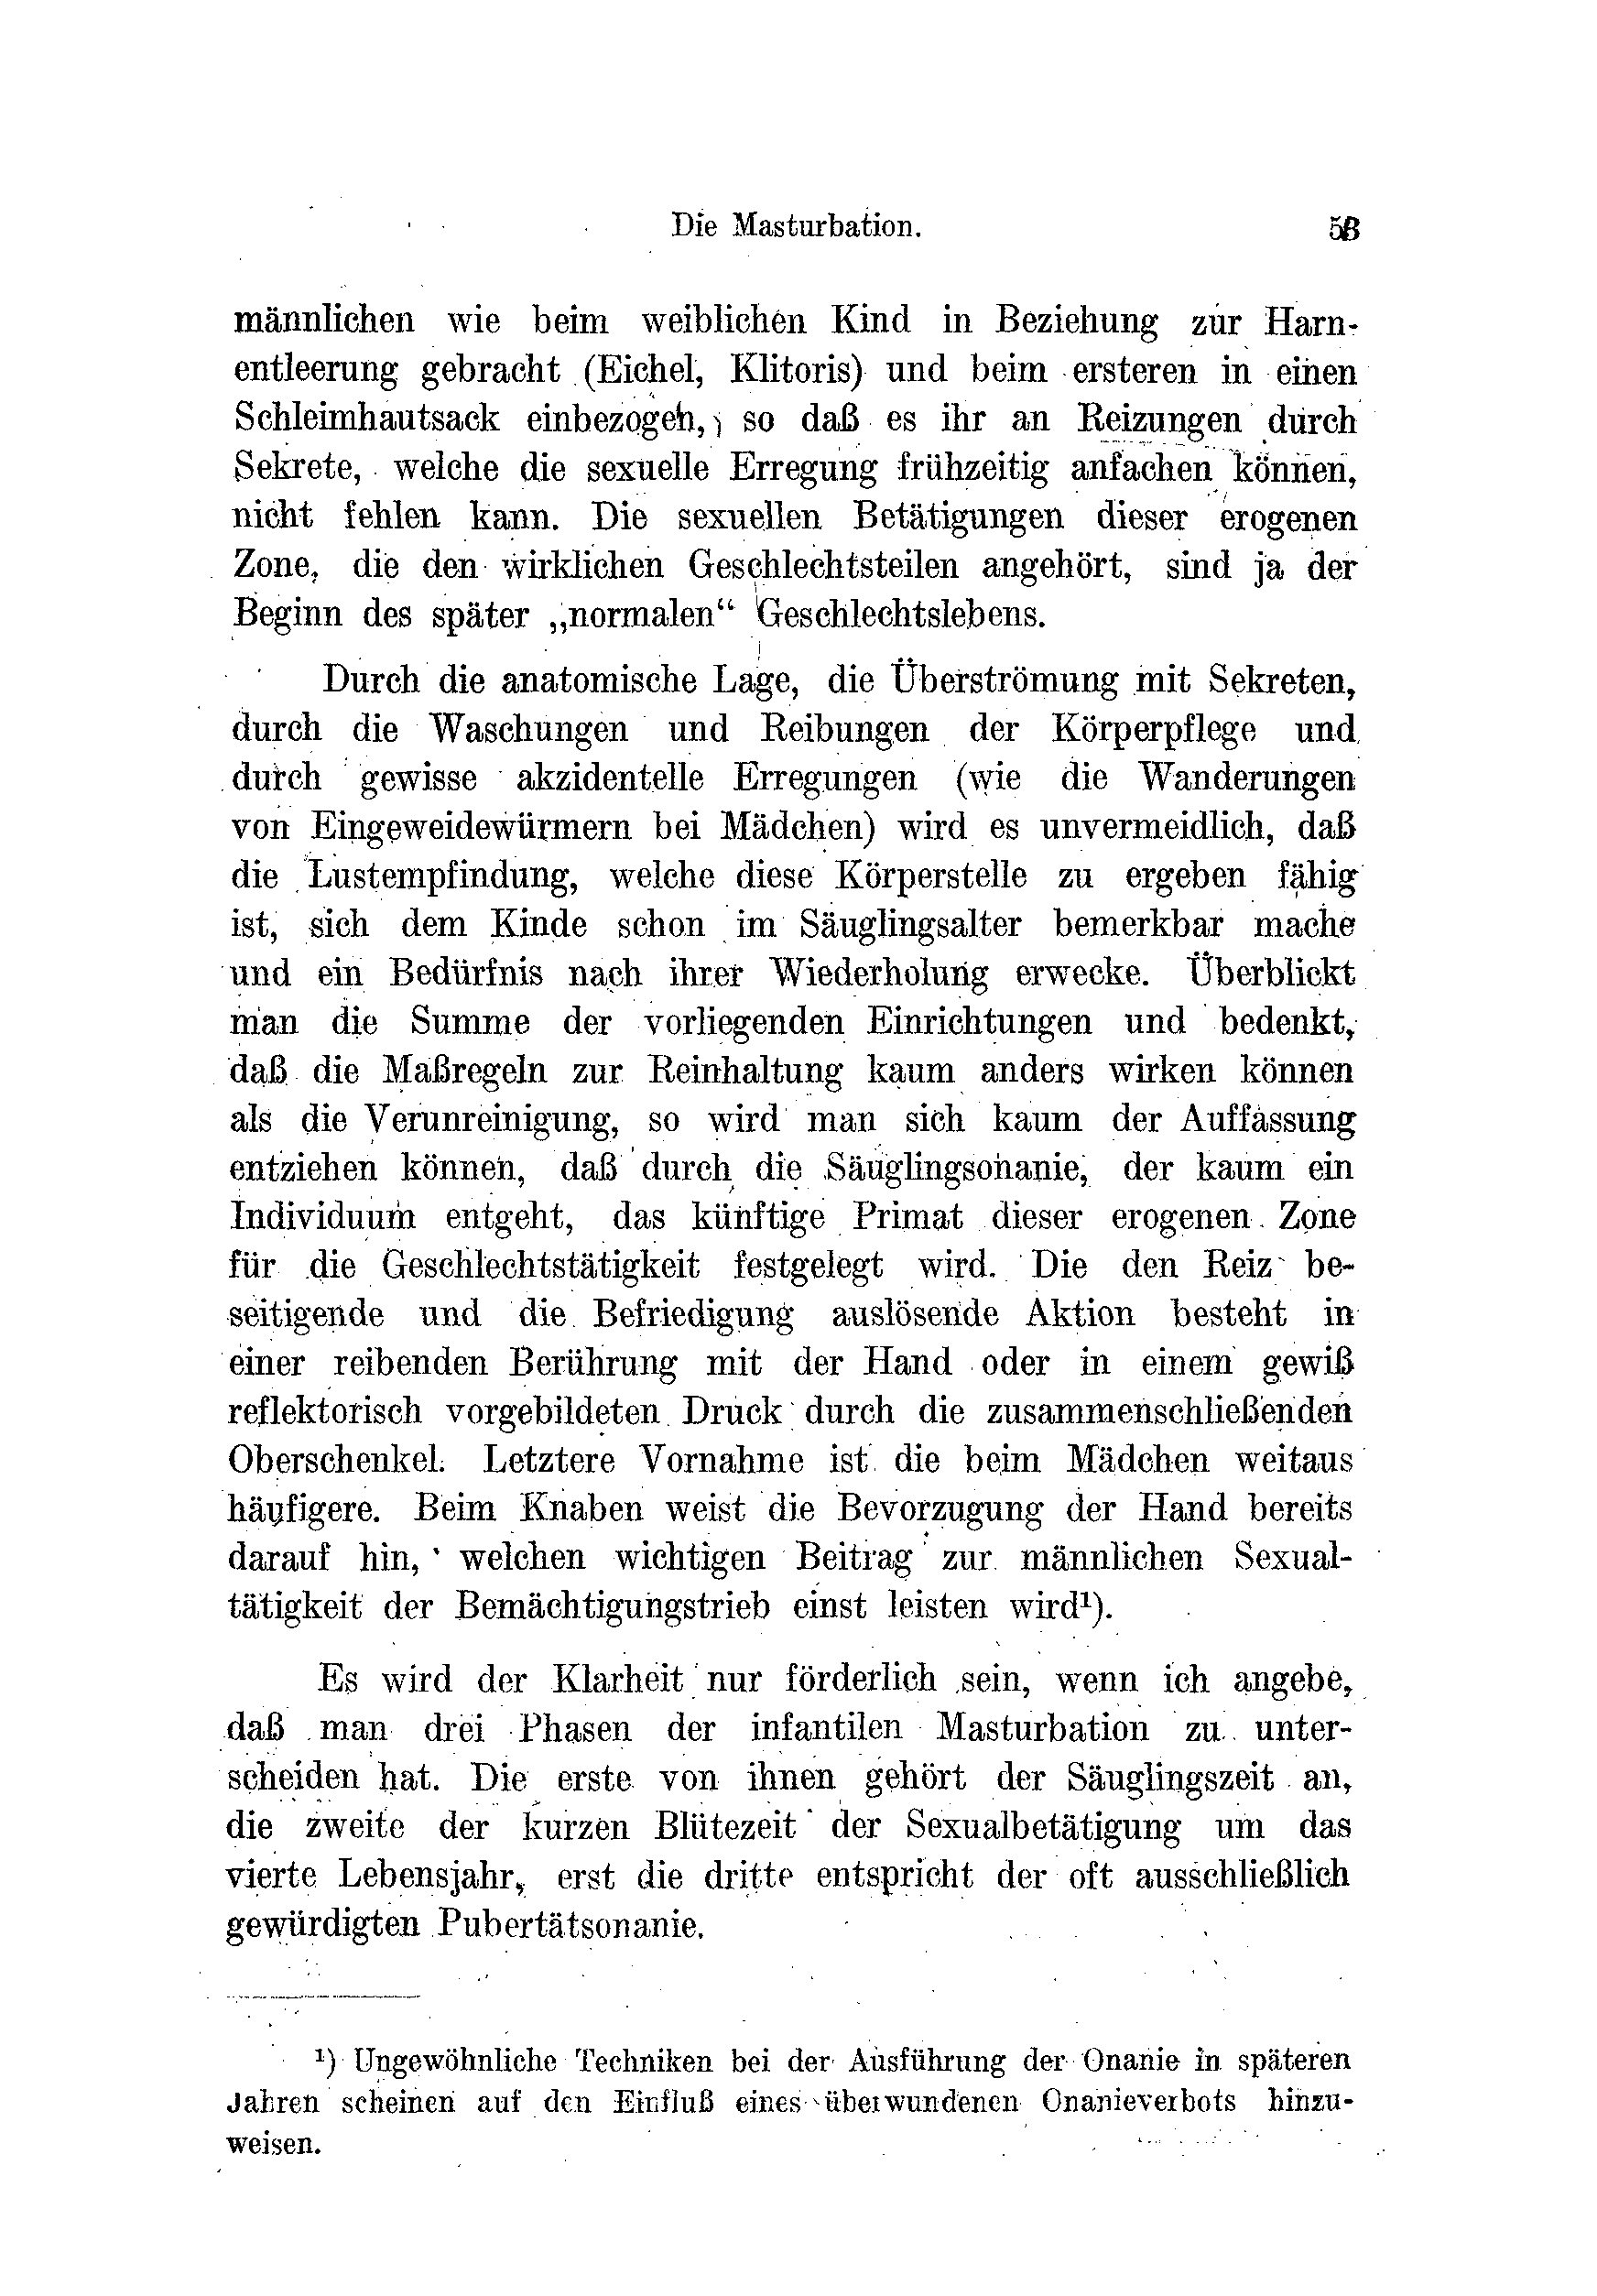 Die Masturbation.
53
männlichen wie beim weiblichen Kind in Beziehung zur Harn-
entleerung gebracht (Eichel, Klitoris) und beim ersteren in einen
Schleimhautsack einbezogen, so daß es ihr an Reizungen durch
Sekrete, welche die sexuelle Erregung frühzeitig anfachen können,
nicht fehlen kann. Die sexuellen Betätigungen dieser erogenen
Zone, die den wirklichen Geschlechtsteilen angehört, sind ja der
Beginn des später „normalen“ Geschlechtslebens.
Durch die anatomische Lage, die Überströmung mit Sekreten,
durch die Waschungen und Reibungen der Körperpflege und
durch gewisse akzidentelle Erregungen (wie die Wanderungen
von Eingeweidewürmern bei Mädchen) wird es unvermeidlich, daß
die Lustempfindung, welche diese Körperstelle zu ergeben fähig
ist, sich dem Kinde schon im Säuglingsalter bemerkbar mache
und ein Bedürfnis nach ihrer Wiederholung erwecke. Überblickt
man die Summe der vorliegenden Einrichtungen und bedenkt,
daß die Maßregeln zur Reinhaltung kaum anders wirken können
als die Verunreinigung, so wird man sich kaum der Auffassung
entziehen können, daß durch die Säuglingsonanie, der kaum ein
Individuum entgeht, das künftige Primat dieser erogenen Zone
für die Geschlechtstätigkeit festgelegt wird. Die den Reiz be-
seitigende und die Befriedigung auslösende Aktion besteht in
einer reibenden Berührung mit der Hand oder in einem gewiß
reflektorisch vorgebildeten Druck durch die zusammenschließenden
Oberschenkel. Letztere Vornahme ist die beim Mädchen weitaus
häufigere. Beim Knaben weist die Bevorzugung der Hand bereits
darauf hin, welchen wichtigen Beitrag zur männlichen Sexual-
tätigkeit der Bemächtigungstrieb einst leisten wird¹).
Es wird der Klarheit nur förderlich sein, wenn ich angebe,
daß man drei Phasen der infantilen Masturbation zu unter-
scheiden hat. Die erste von ihnen gehört der Säuglingszeit an,
die zweite der kurzen Blütezeit der Sexualbetätigung um das
vierte Lebensjahr, erst die dritte entspricht der oft ausschließlich
gewürdigten Pubertätsonanie.
¹) Ungewöhnliche Techniken bei der Ausführung der Onanie in späteren
Jahren scheinen auf den Einfluß eines überwundenen Onanieverbots hinzu-
weisen.